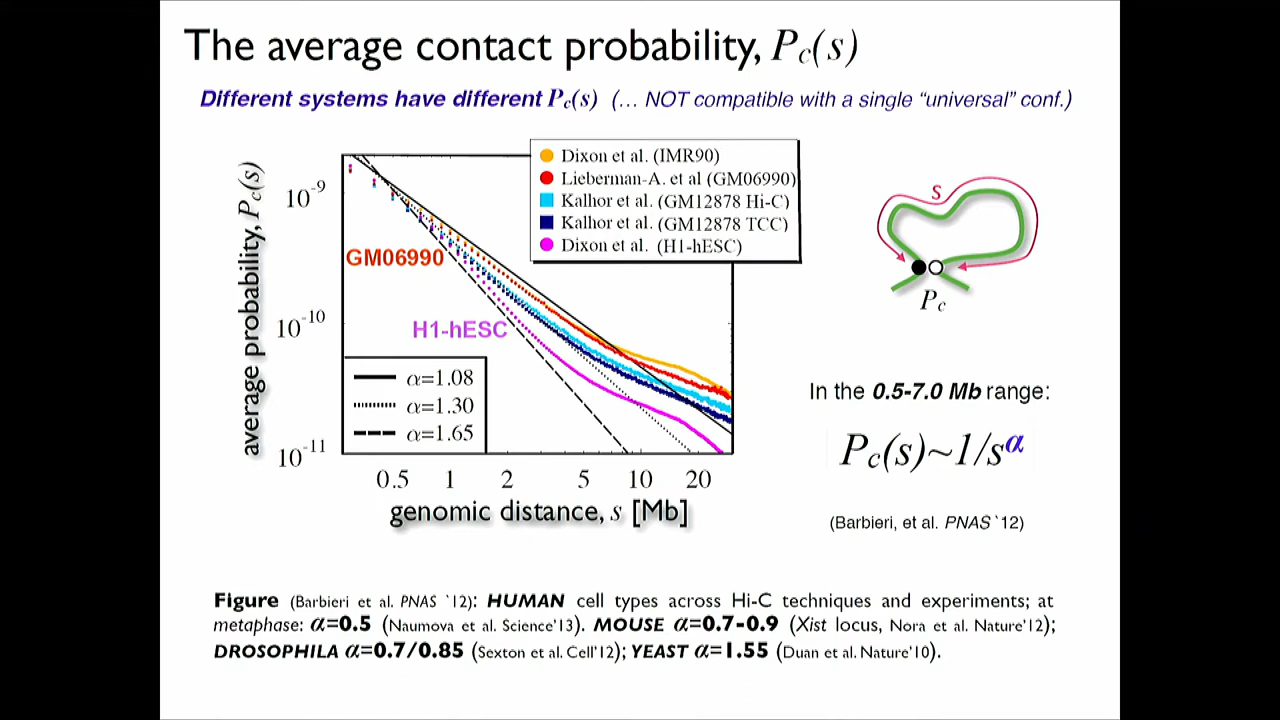 The average contact probability, Pc(s)
Different systems have different Pc(s) (… NOT compatible with a single “universal” conf.)
average probability, Pc(s)
10-9
10-10
10-11
Dixon et al. (IMR90)
Lieberman-A. et al (GM06990)
Kalhor et al. (GM12878 Hi-C)
Kalhor et al. (GM12878 TCC)
Dixon et al. (H1-hESC)
GM06990
H1-hESC
α=1.08
α=1.30
α=1.65
0.5 1 2 5 10 20
genomic distance, s [Mb]
s
Pc
In the 0.5-7.0 Mb range:
Pc(s)~1/sα
(Barbieri, et al. PNAS `12)
Figure (Barbieri et al. PNAS `12): HUMAN cell types across Hi-C techniques and experiments; at
metaphase: α=0.5 (Naumova et al. Science'13). MOUSE α=0.7-0.9 (Xist locus, Nora et al. Nature'12);
DROSOPHILA α=0.7/0.85 (Sexton et al. Cell'12); YEAST α=1.55 (Duan et al. Nature'10).